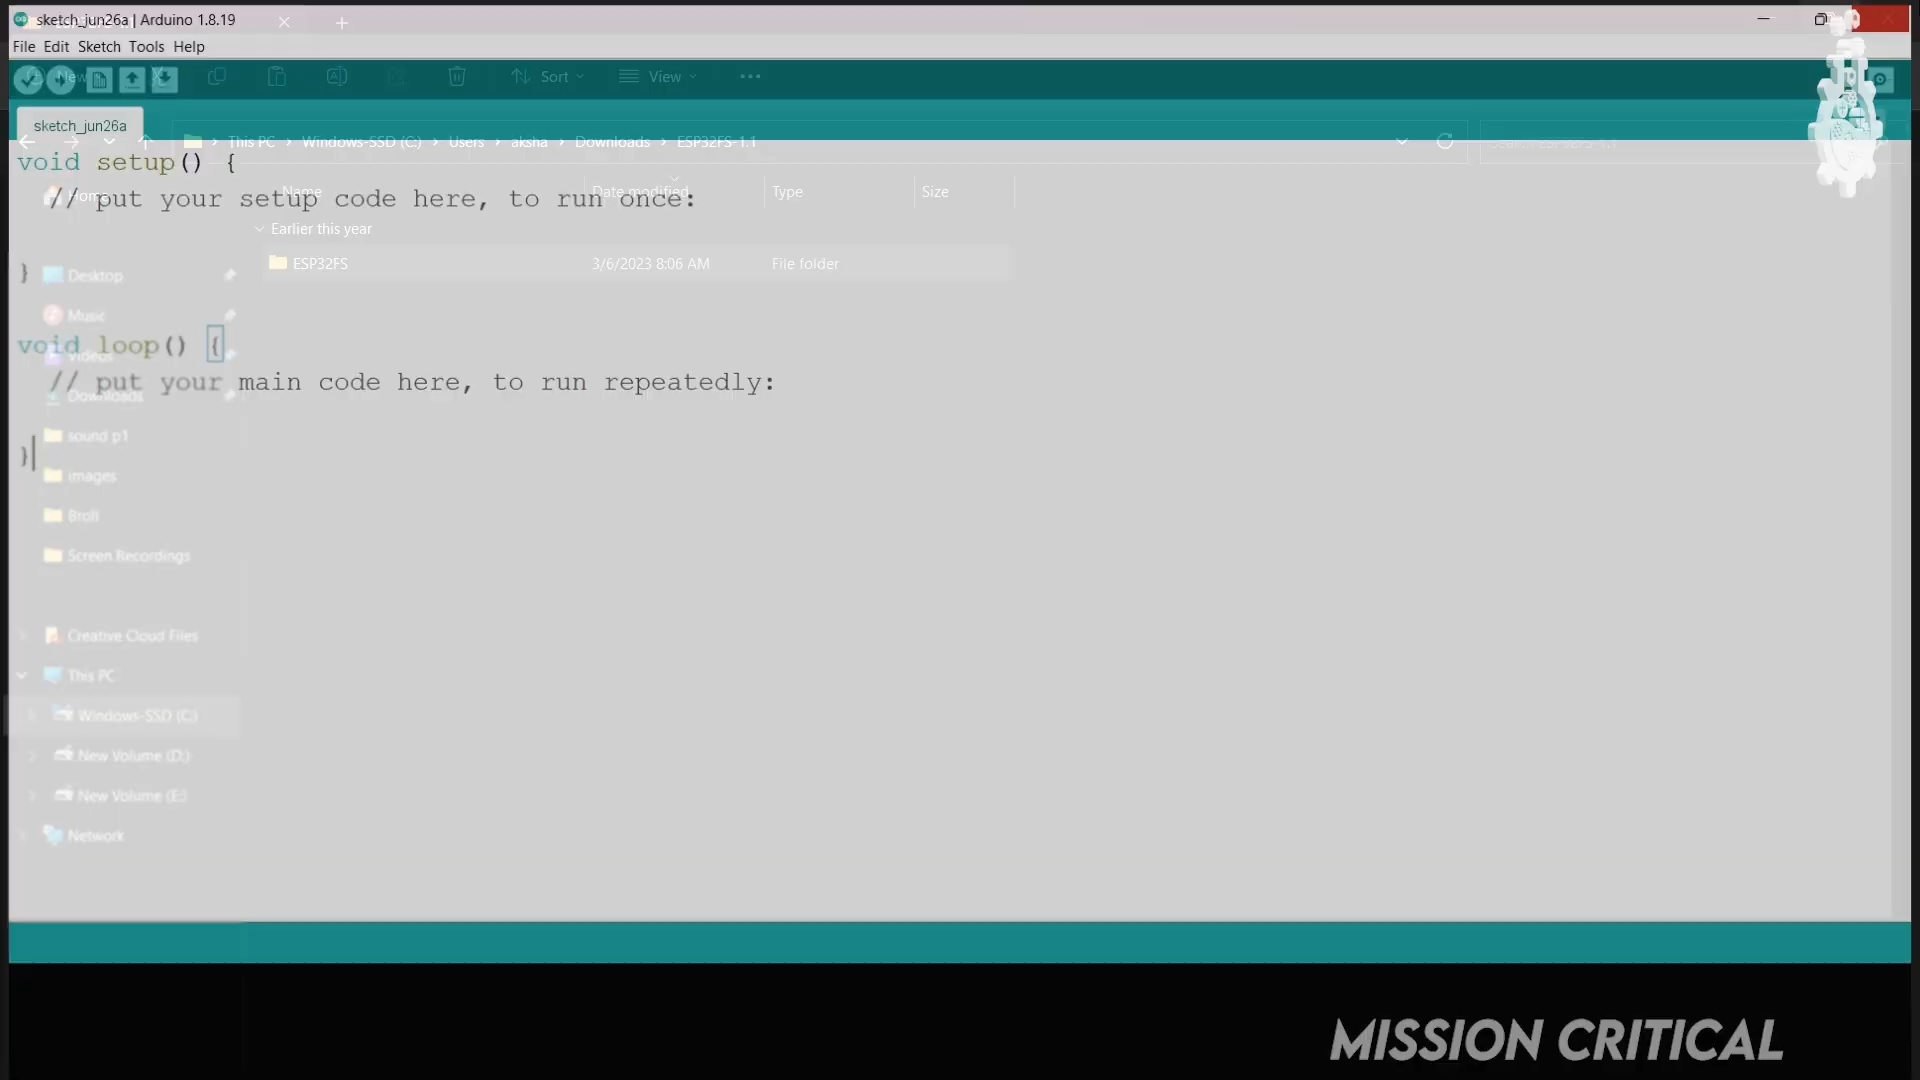 sketch_jun26a | Arduino 1.8.19
File Edit Sketch Tools Help
New
Sort
View
sketch_jun26a
This PC > Windows-SSD (C:) > Users > aksha > Downloads > ESP32FS-1.1
void setup() {
Home
Name
Date modified
Type
Size
// put your setup code here, to run once:
Earlier this year
ESP32FS
3/6/2023 8:06 AM
File folder
}
Desktop
Music
void loop() {
Videos
// put your main code here, to run repeatedly:
Downloads
sound p1
}
images
Broll
Screen Recordings
Creative Cloud Files
This PC
Windows-SSD (C:)
New Volume (D:)
New Volume (E:)
Network
MISSION CRITICAL